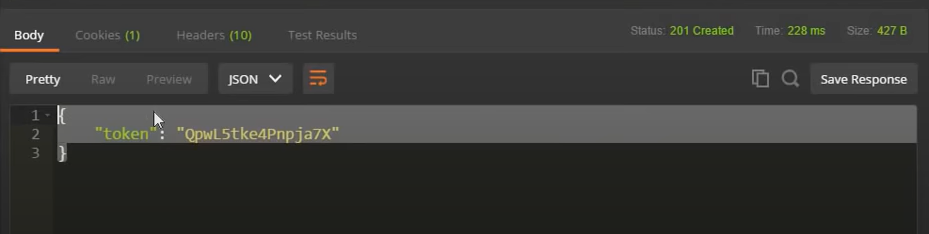 Body Cookies (1) Headers (10) Test Results Status: 201 Created Time: 228 ms Size: 427 B
Pretty Raw Preview JSON Save Response
1 {
2 "token": "QpwL5tke4Pnpja7X"
3 }